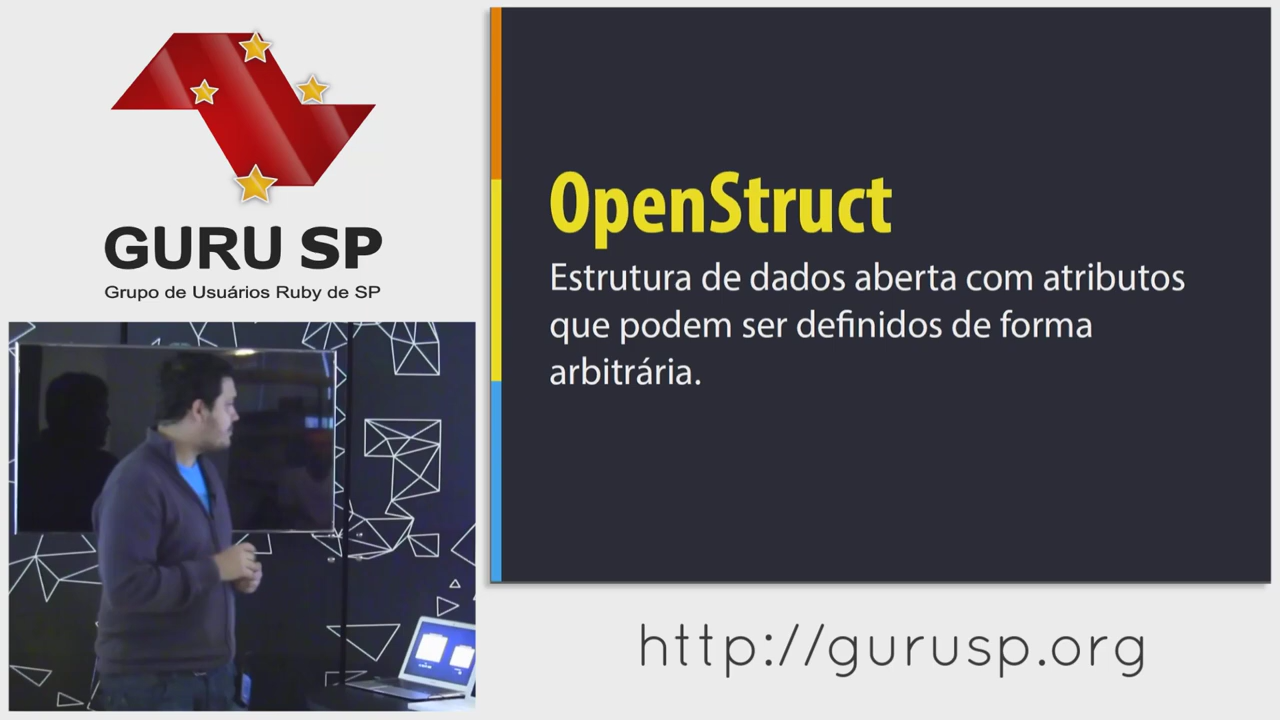 GURU SP
Grupo de Usuários Ruby de SP
OpenStruct
Estrutura de dados aberta com atributos
que podem ser definidos de forma
arbitrária.
http://gurusp.org